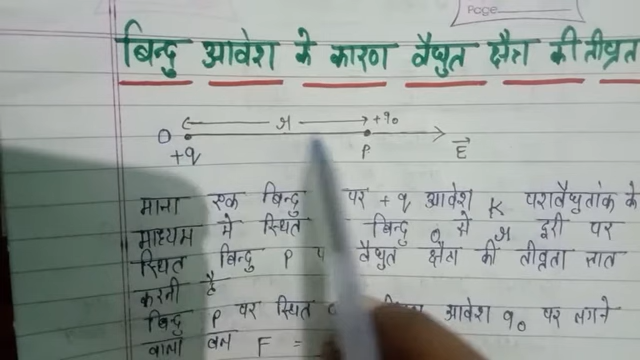 Page
बिन्दु आवेश के कारण वैधुत क्षेत्र की तीव्रता
r +q₀
O +q P E⃗
माना एक बिन्दु पर +q आवेश K परावैधुतांक के
माध्यम में स्थित बिन्दु O से r दूरी पर
स्थित बिन्दु P वैधुत क्षेत्र की तीव्रता ज्ञात
करनी है
बिन्दु P पर स्थित आवेश q₀ पर लगने
वाला बल F =